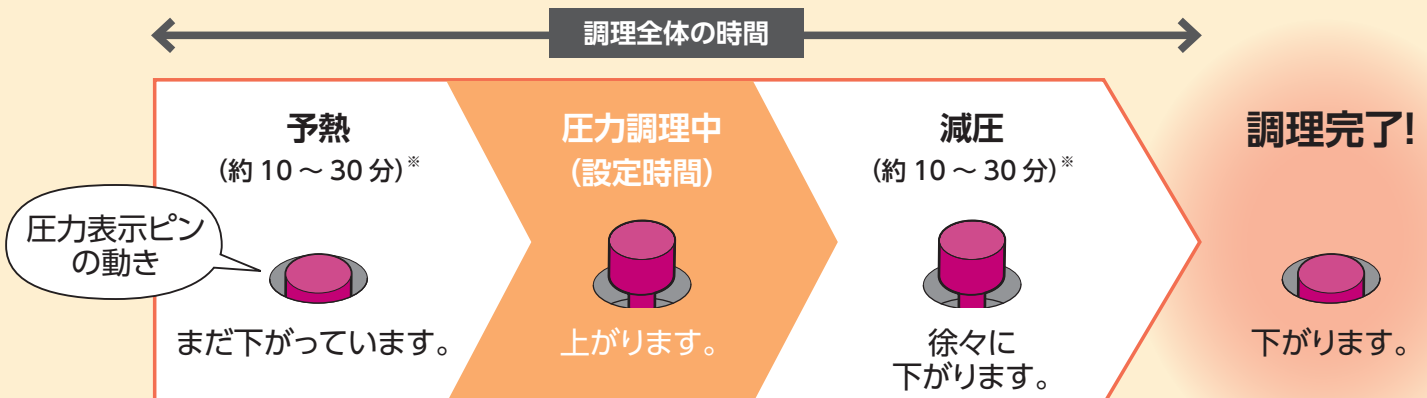 調理全体の時間
予熱
(約 10 ～ 30 分)※
圧力表示ピン
の動き
まだ下がっています。
圧力調理中
(設定時間)
上がります。
減圧
(約 10 ～ 30 分)※
徐々に
下がります。
調理完了!
下がります。